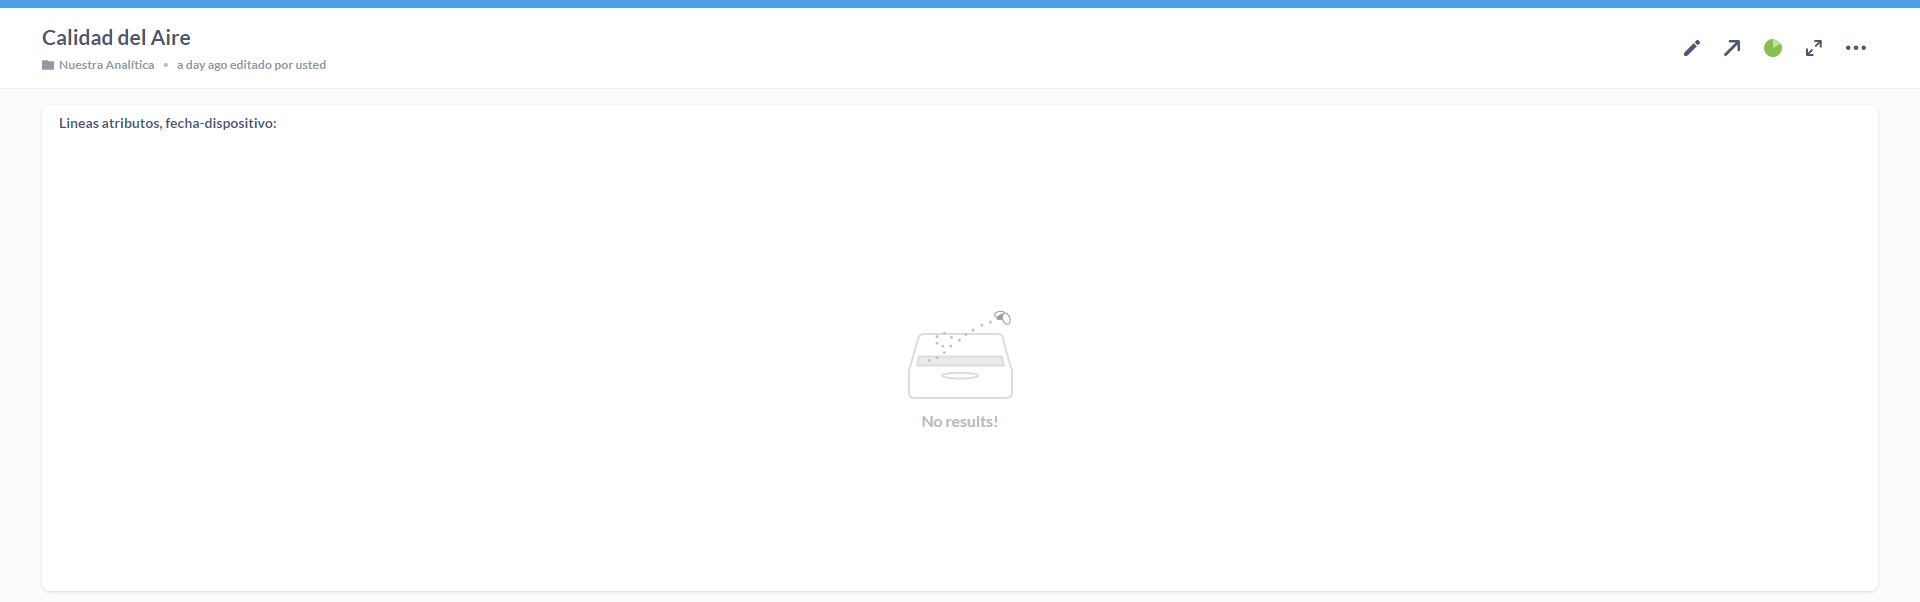 Calidad del Aire
Nuestra Analítica • a day ago editado por usted
Lineas atributos, fecha-dispositivo:
No results!